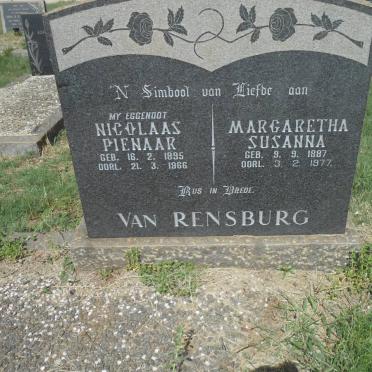 'N Simbool van Liefde aan
MY EGGENOOT
NICOLAAS
PIENAAR
GEB. 16. 2. 1895
OORL. 21. 3. 1966
MARGARETHA
SUSANNA
GEB. 9. 9. 1887
OORL. 3. 2. 1977.
Rus in Vrede.
VAN RENSBURG